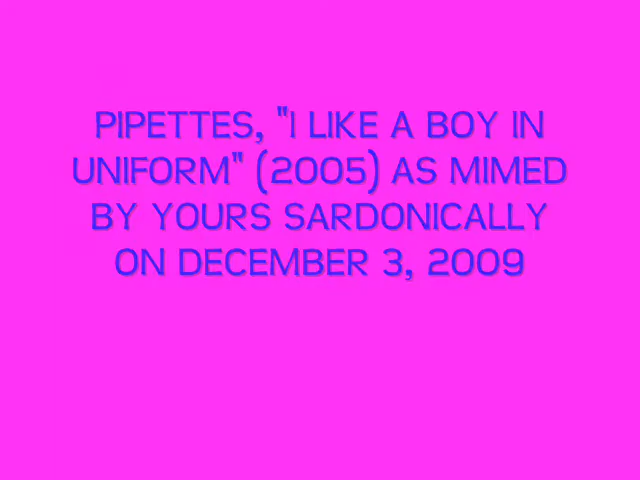 PIPETTES, "I LIKE A BOY IN
UNIFORM" (2005) AS MIMED
BY YOURS SARDONICALLY
ON DECEMBER 3, 2009